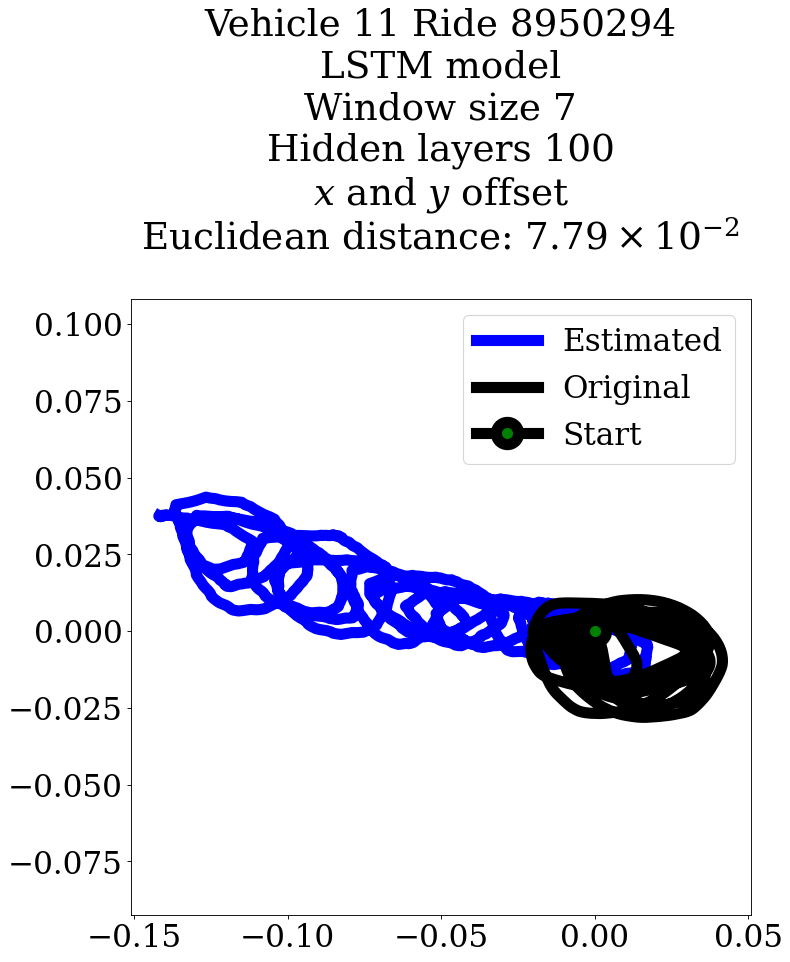 Vehicle 11 Ride 8950294
LSTM model
Window size 7
Hidden layers 100
x and y offset
Euclidean distance: 7.79 × 10⁻²
Estimated
Original
Start
0.100
0.075
0.050
0.025
0.000
−0.025
−0.050
−0.075
−0.15 −0.10 −0.05 0.00 0.05